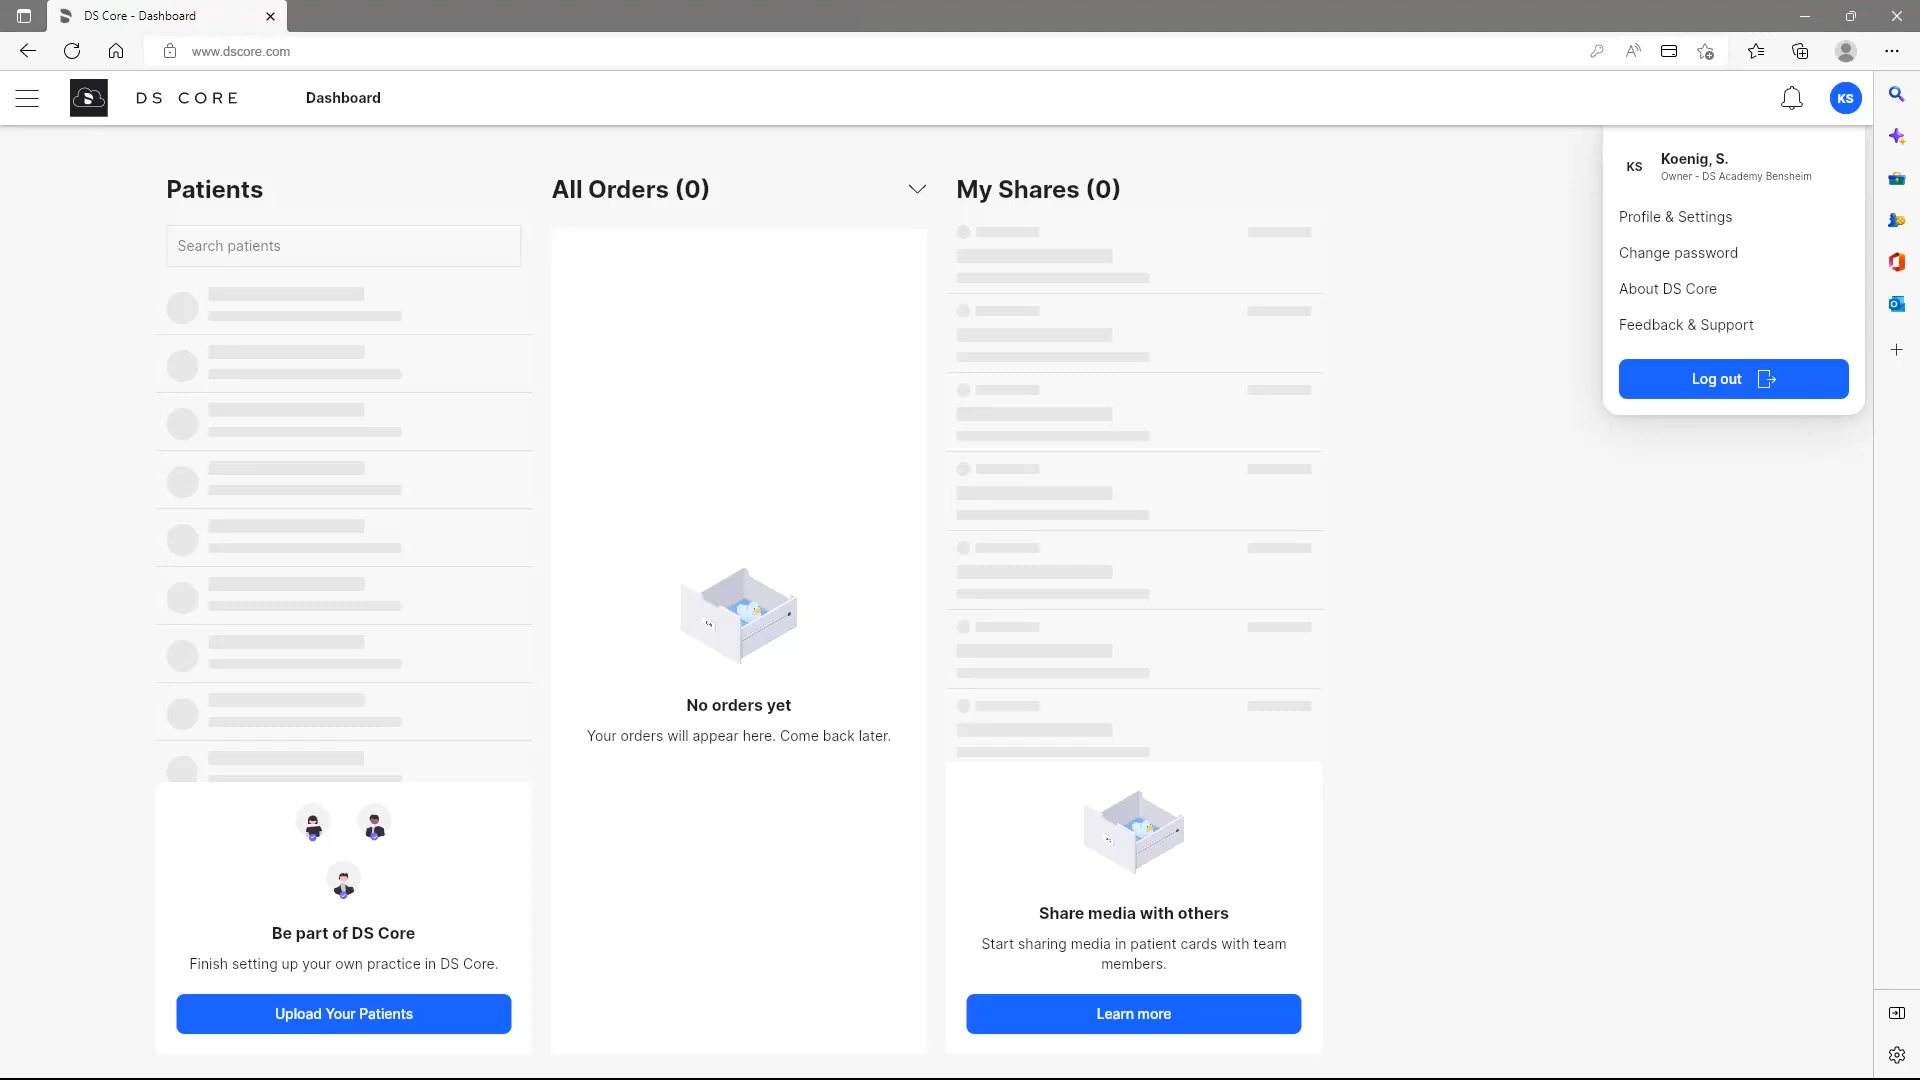 DS Core - Dashboard
www.dscore.com
DS CORE
Dashboard
KS
KS
Koenig, S.
Owner - DS Academy Bensheim
Profile & Settings
Change password
About DS Core
Feedback & Support
Log out
Patients
Search patients
Be part of DS Core
Finish setting up your own practice in DS Core.
Upload Your Patients
All Orders (0)
No orders yet
Your orders will appear here. Come back later.
My Shares (0)
Share media with others
Start sharing media in patient cards with team
members.
Learn more